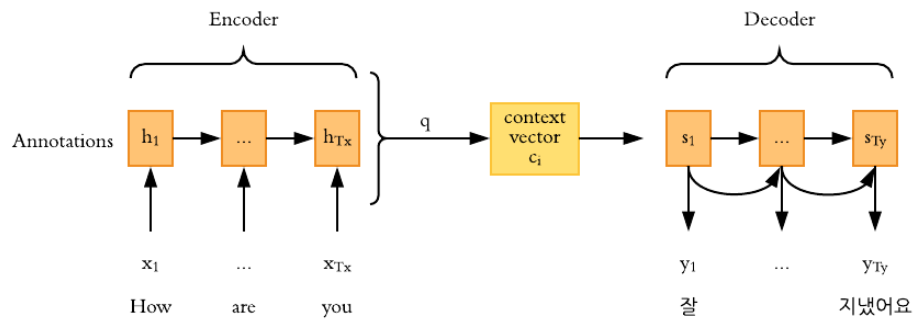 Encoder
Decoder
Annotations
h1
...
hTx
q
context
vector
ci
s1
...
sTy
x1
...
xTx
y1
...
yTy
How
are
you
잘
지냈어요